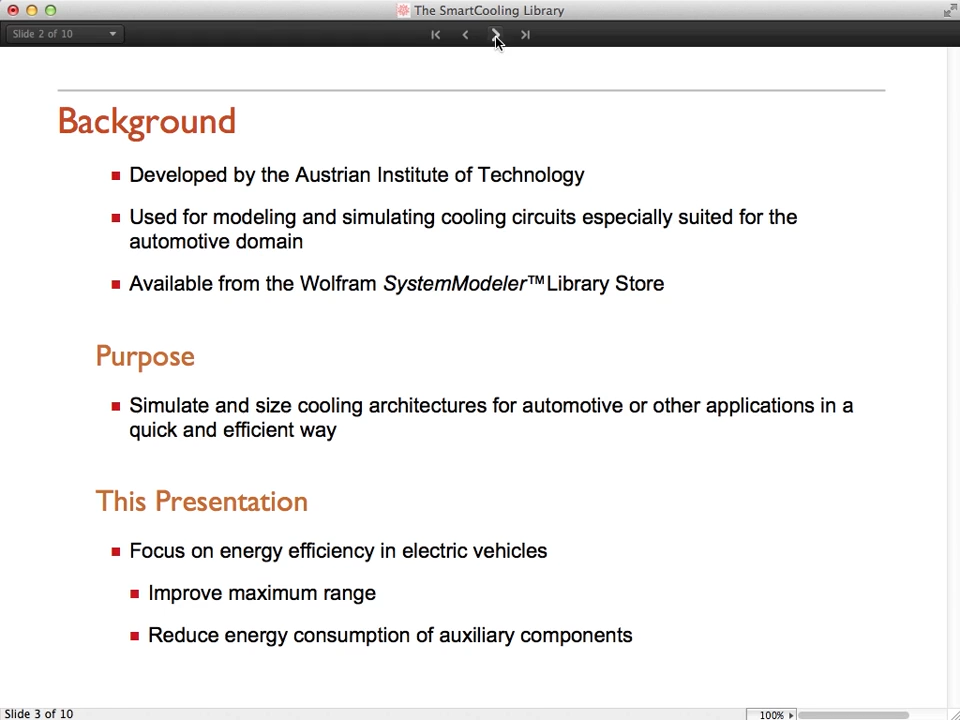 The SmartCooling Library
Slide 2 of 10
Background
Developed by the Austrian Institute of Technology
Used for modeling and simulating cooling circuits especially suited for the
automotive domain
Available from the Wolfram SystemModeler™Library Store
Purpose
Simulate and size cooling architectures for automotive or other applications in a
quick and efficient way
This Presentation
Focus on energy efficiency in electric vehicles
Improve maximum range
Reduce energy consumption of auxiliary components
Slide 3 of 10
100%